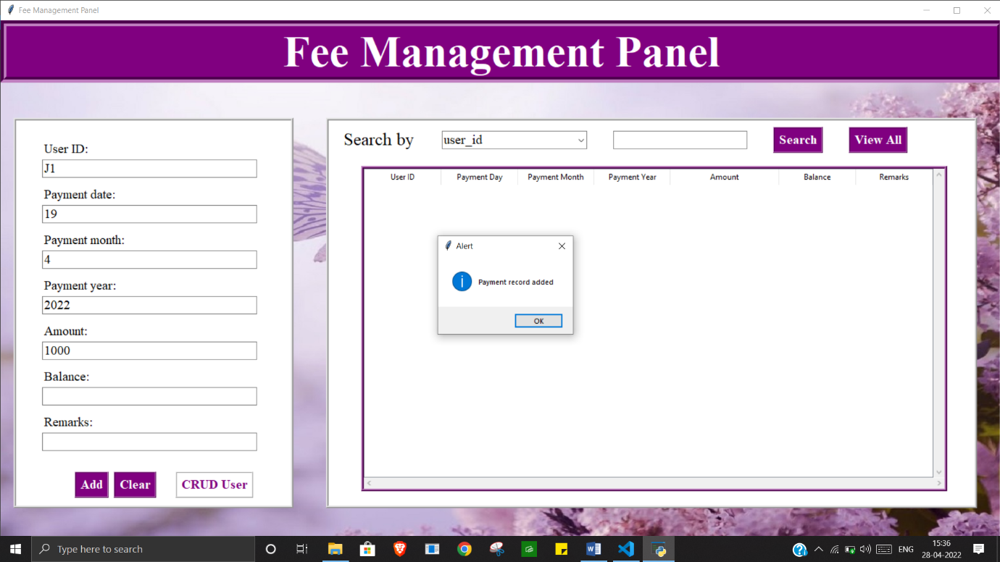 Fee Management Panel
Fee Management Panel
User ID:
J1
Payment date:
19
Payment month:
4
Payment year:
2022
Amount:
1000
Balance:
Remarks:
Add Clear CRUD User
Search by user_id Search View All
User ID Payment Day Payment Month Payment Year Amount Balance Remarks
Alert
Payment record added
OK
Type here to search
ENG
15:36
28-04-2022